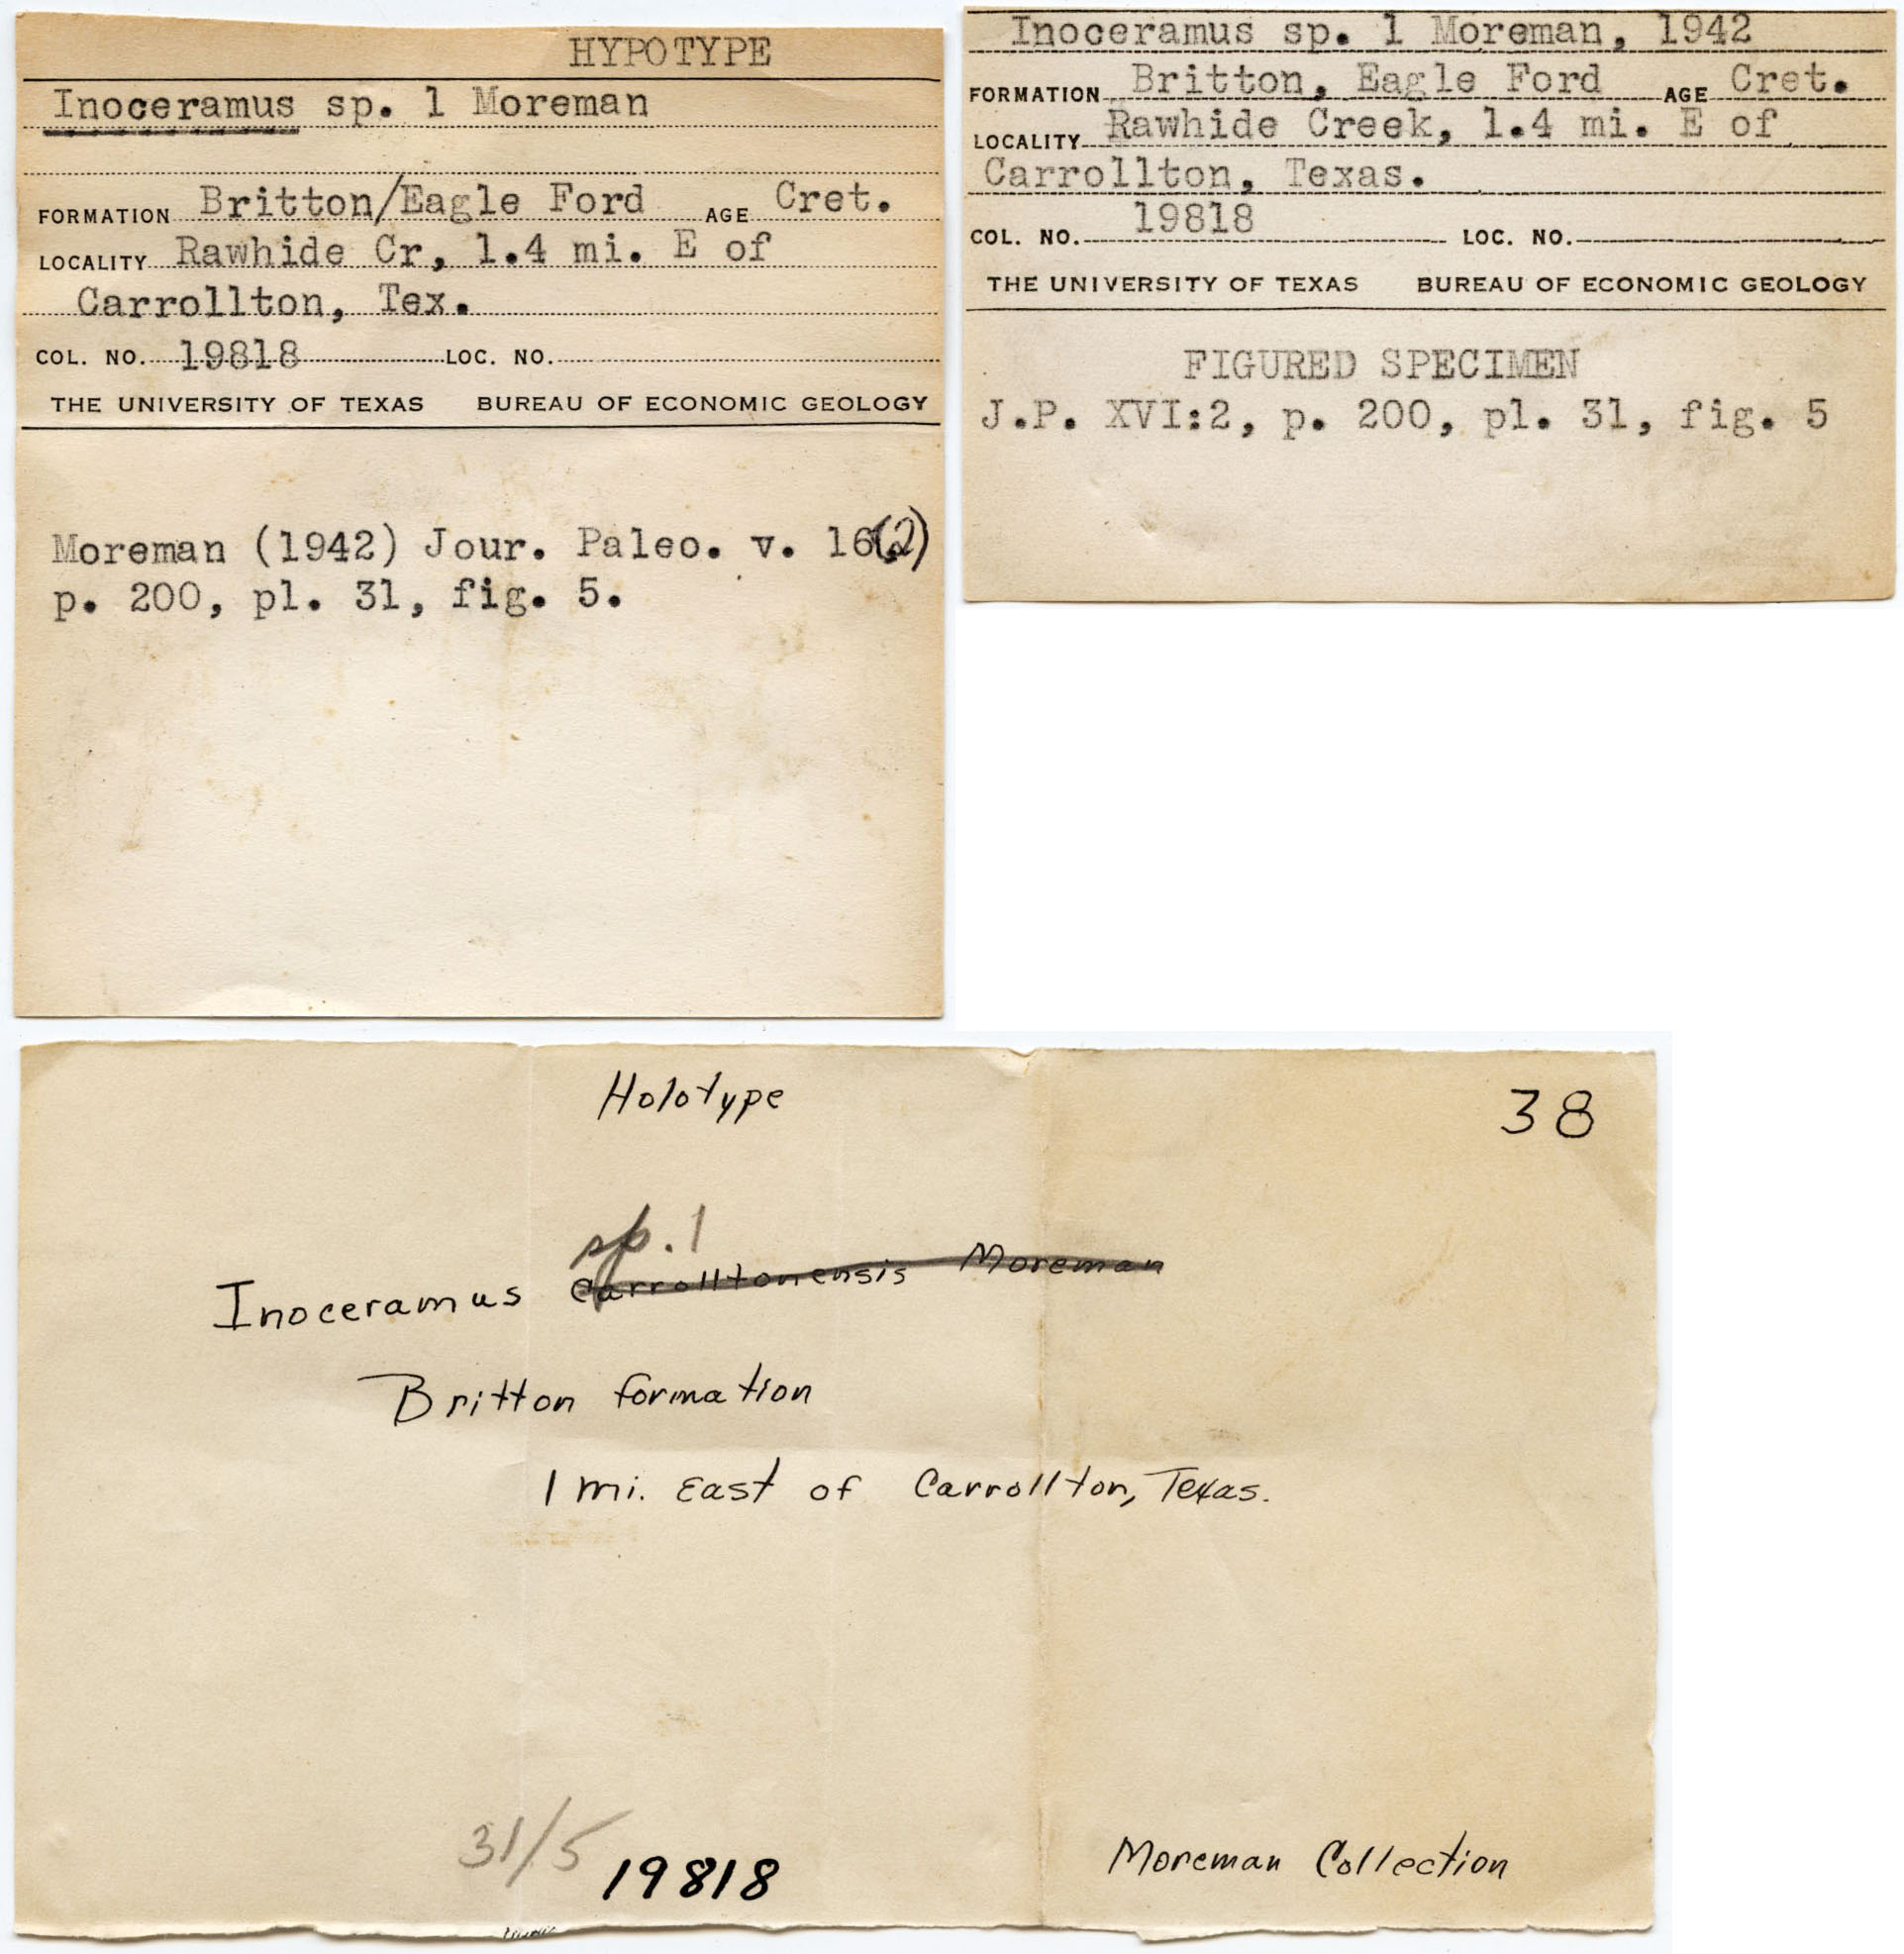 HYPOTYPE
Inoceramus sp. 1 Moreman
FORMATION Britton/Eagle Ford AGE Cret.
LOCALITY Rawhide Cr, 1.4 mi. E of
Carrollton, Tex.
COL. NO. 19818 LOC. NO.
THE UNIVERSITY OF TEXAS BUREAU OF ECONOMIC GEOLOGY
Moreman (1942) Jour. Paleo. v. 16(2)
p. 200, pl. 31, fig. 5.
Inoceramus sp. 1 Moreman, 1942
FORMATION Britton, Eagle Ford AGE Cret.
LOCALITY Rawhide Creek, 1.4 mi. E of
Carrollton, Texas.
COL. NO. 19818 LOC. NO.
THE UNIVERSITY OF TEXAS BUREAU OF ECONOMIC GEOLOGY
FIGURED SPECIMEN
J.P. XVI:2, p. 200, pl. 31, fig. 5
Holotype
38
sp. 1
Inoceramus Carrolltonensis Moreman
Britton formation
1 mi. East of Carrollton, Texas.
31/5
19818
Moreman Collection